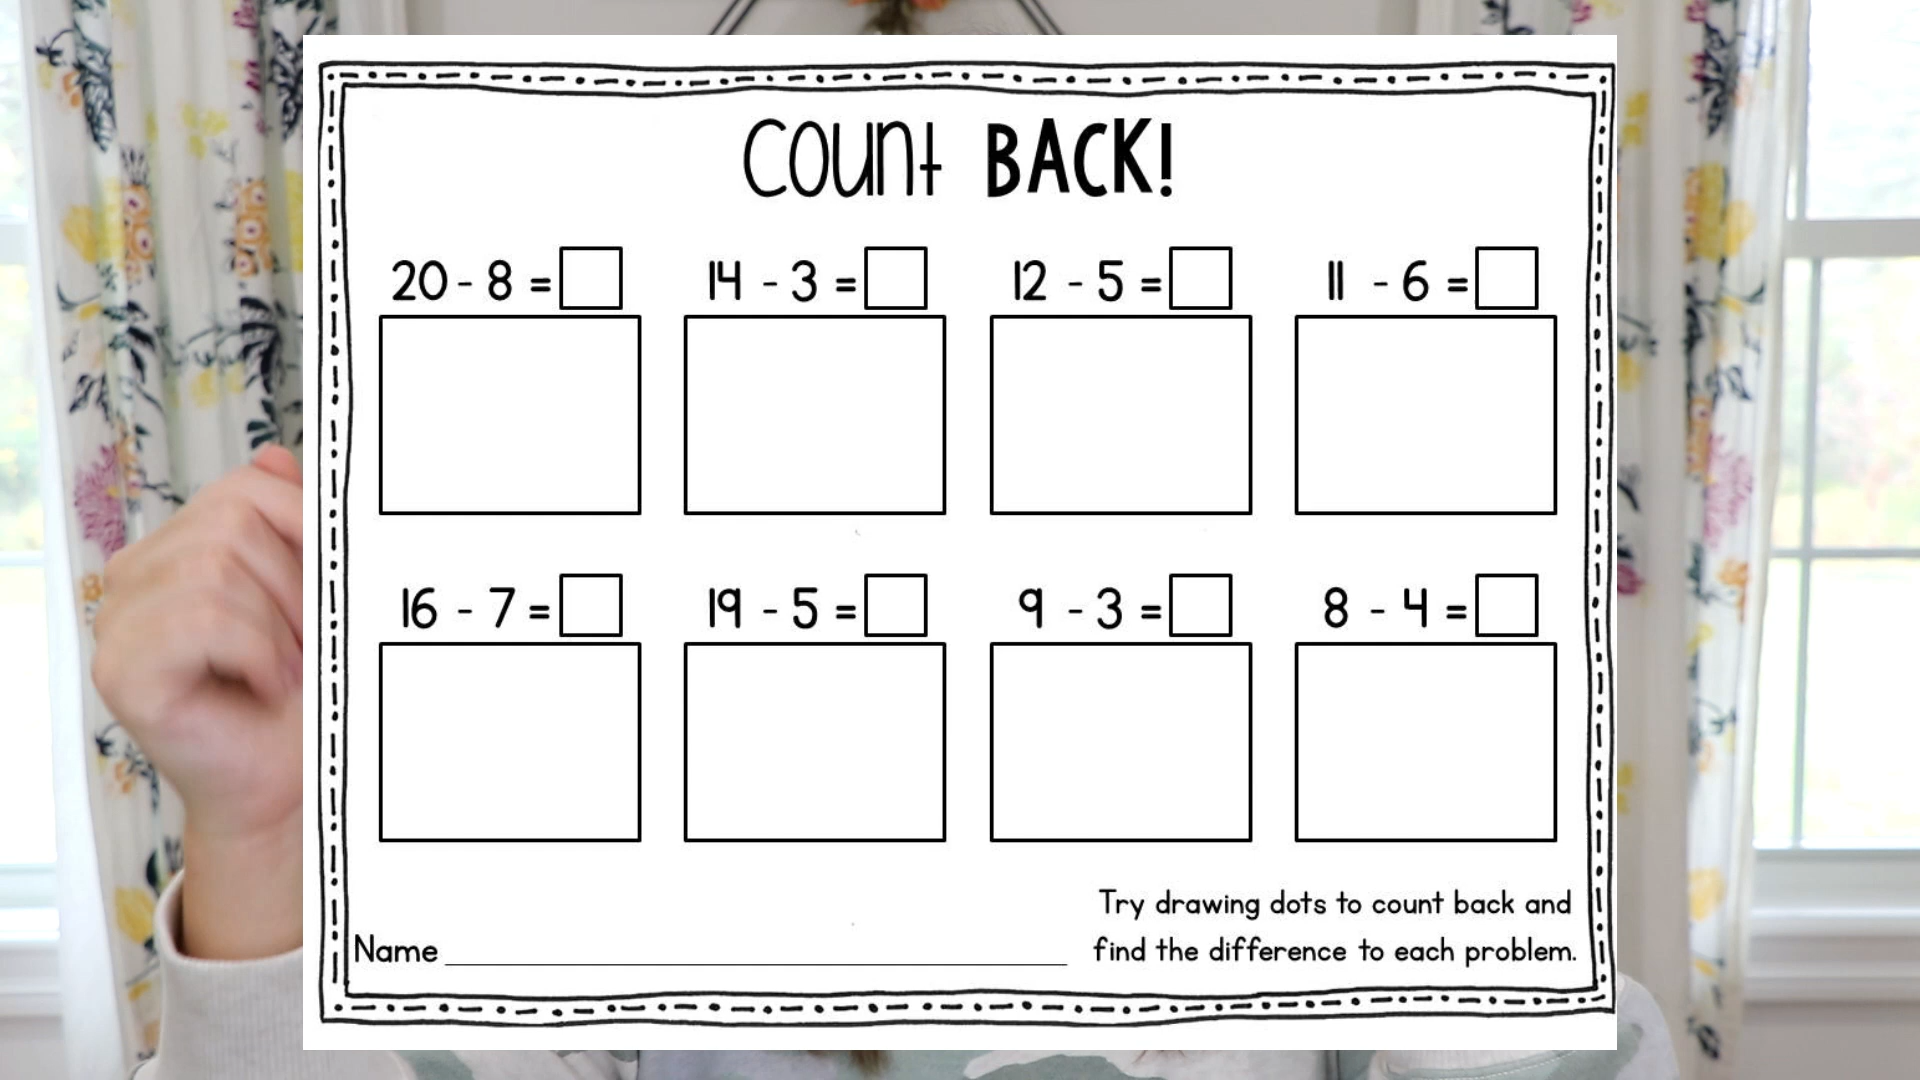 Count BACK!
20 - 8 =
14 - 3 =
12 - 5 =
11 - 6 =
16 - 7 =
19 - 5 =
9 - 3 =
8 - 4 =
Try drawing dots to count back and
find the difference to each problem.
Name